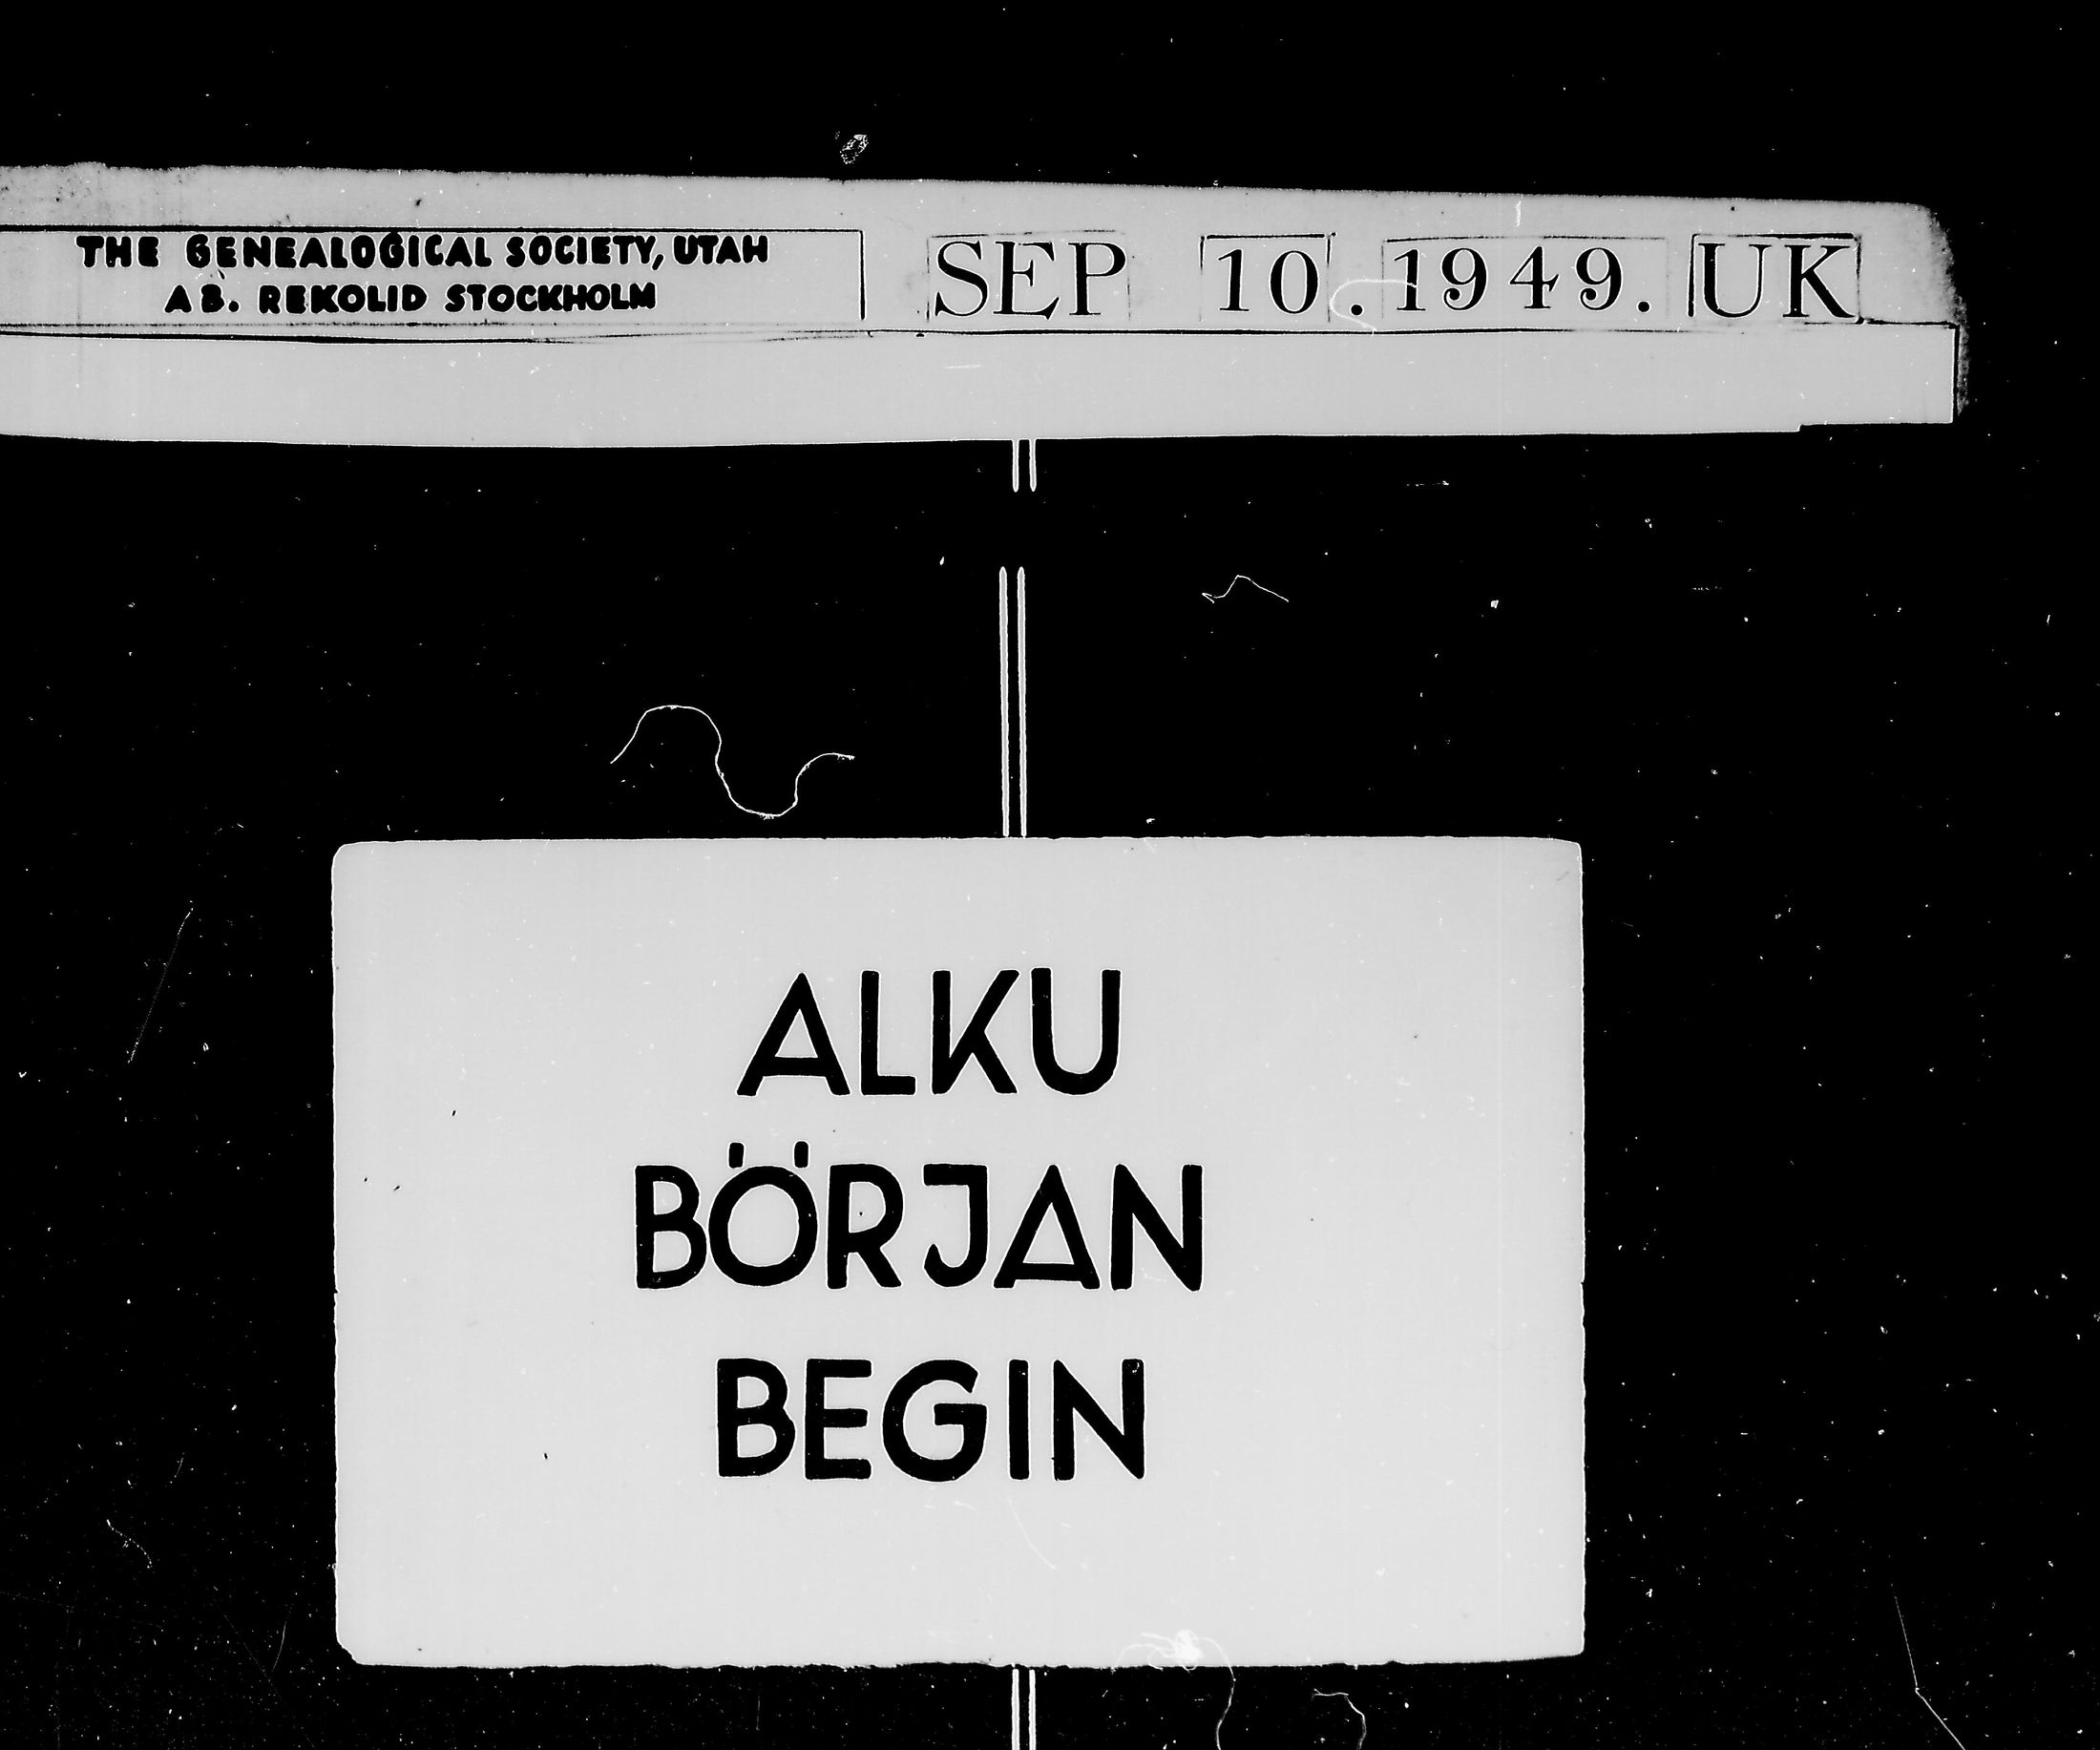 THE GENEALOGICAL SOCIETY, UTAH
AB. REKOLID STOCKHOLM
SEP 10. 1949. UK
ALKU
BÖRJAN
BEGIN